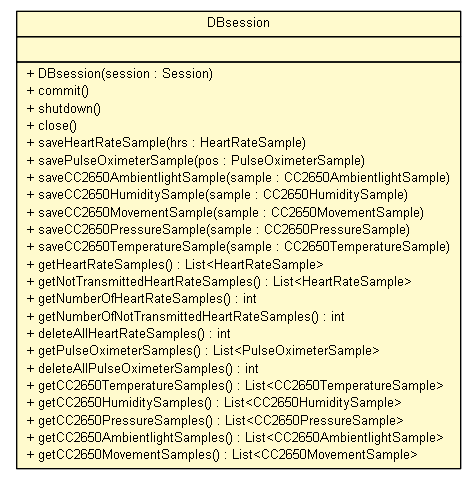 DBsession
+ DBsession(session : Session)
+ commit()
+ shutdown()
+ close()
+ saveHeartRateSample(hrs : HeartRateSample)
+ savePulseOximeterSample(pos : PulseOximeterSample)
+ saveCC2650AmbientlightSample(sample : CC2650AmbientlightSample)
+ saveCC2650HumiditySample(sample : CC2650HumiditySample)
+ saveCC2650MovementSample(sample : CC2650MovementSample)
+ saveCC2650PressureSample(sample : CC2650PressureSample)
+ saveCC2650TemperatureSample(sample : CC2650TemperatureSample)
+ getHeartRateSamples() : List<HeartRateSample>
+ getNotTransmittedHeartRateSamples() : List<HeartRateSample>
+ getNumberOfHeartRateSamples() : int
+ getNumberOfNotTransmittedHeartRateSamples() : int
+ deleteAllHeartRateSamples() : int
+ getPulseOximeterSamples() : List<PulseOximeterSample>
+ deleteAllPulseOximeterSamples() : int
+ getCC2650TemperatureSamples() : List<CC2650TemperatureSample>
+ getCC2650HumiditySamples() : List<CC2650HumiditySample>
+ getCC2650PressureSamples() : List<CC2650PressureSample>
+ getCC2650AmbientlightSamples() : List<CC2650AmbientlightSample>
+ getCC2650MovementSamples() : List<CC2650MovementSample>